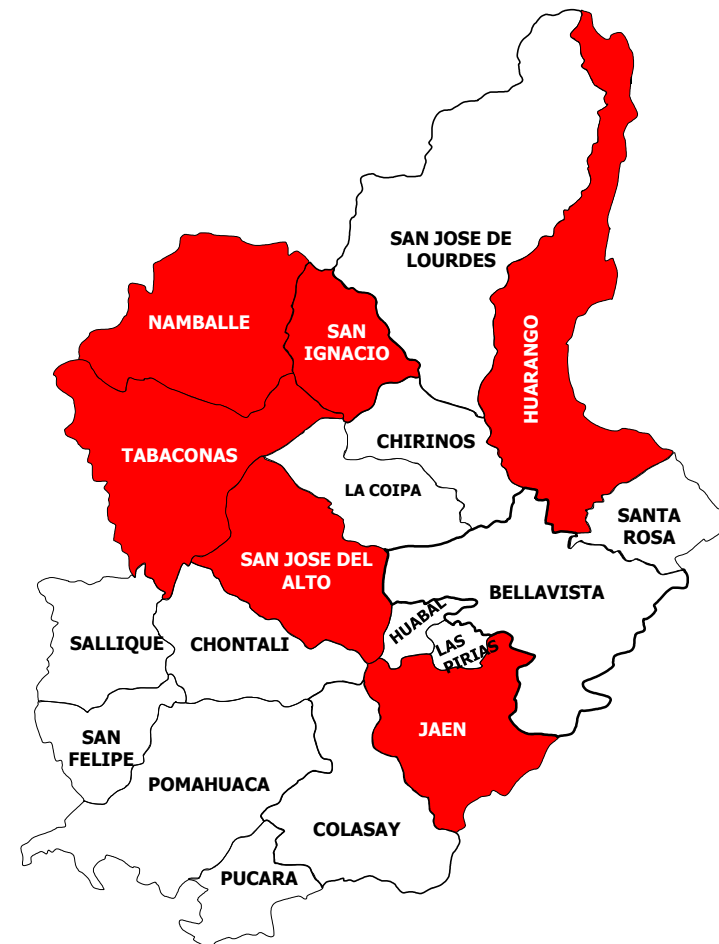 SAN JOSE DE
LOURDES
NAMBALLE
SAN
IGNACIO
HUARANGO
CHIRINOS
TABACONAS
LA COIPA
SANTA
ROSA
SAN JOSE DEL
ALTO
BELLAVISTA
HUABAL
LAS
PIRIAS
SALLIQUE
CHONTALI
JAEN
SAN
FELIPE
POMAHUACA
COLASAY
PUCARA